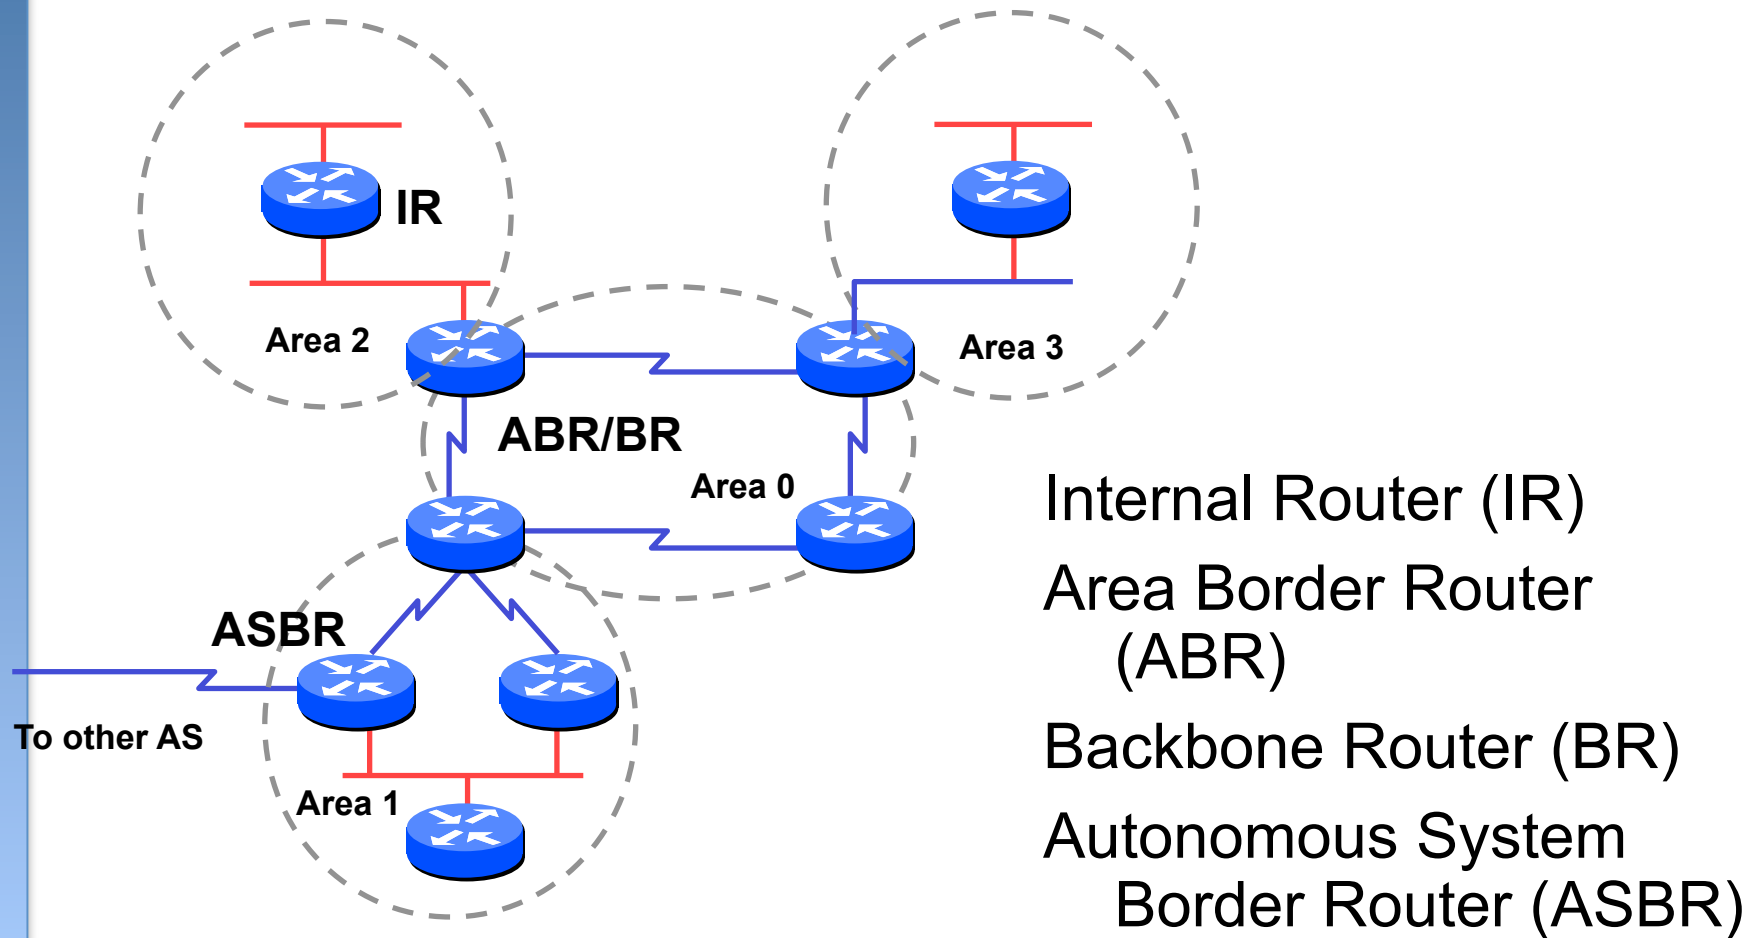 IR
Area 2
Area 3
ABR/BR
Area 0
ASBR
To other AS
Area 1
Internal Router (IR)
Area Border Router
(ABR)
Backbone Router (BR)
Autonomous System
Border Router (ASBR)